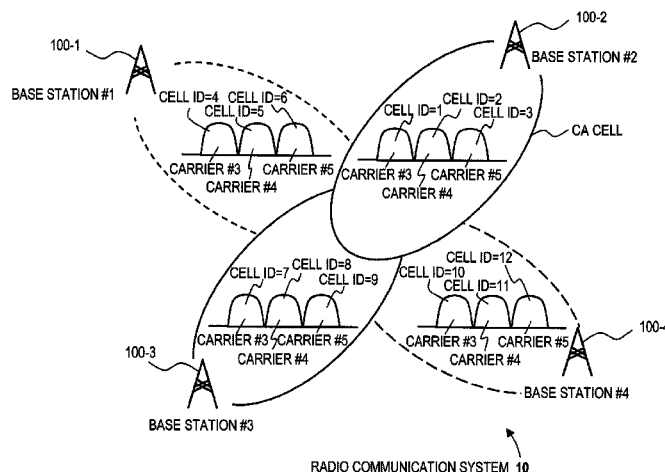 100-1
BASE STATION #1
100-2
BASE STATION #2
CA CELL
CELL ID=4
CELL ID=5
CELL ID=6
CARRIER #3
CARRIER #4
CARRIER #5
CELL ID=1
CELL ID=2
CELL ID=3
CARRIER #3
CARRIER #4
CARRIER #5
CELL ID=7
CELL ID=8
CELL ID=9
CARRIER #3
CARRIER #4
CARRIER #5
100-3
BASE STATION #3
CELL ID=10
CELL ID=11
CELL ID=12
CARRIER #3
CARRIER #4
CARRIER #5
100-4
BASE STATION #4
RADIO COMMUNICATION SYSTEM 10